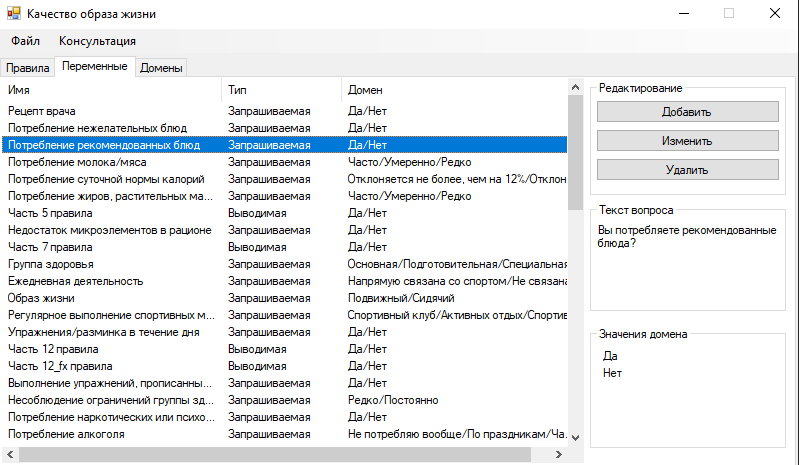 Качество образа жизни
Файл Консультация
Правила Переменные Домены
Имя Тип Домен
Рецепт врача Запрашиваемая Да/Нет
Потребление нежелательных блюд Запрашиваемая Да/Нет
Потребление рекомендованных блюд Запрашиваемая Да/Нет
Потребление молока/мяса Запрашиваемая Часто/Умеренно/Редко
Потребление суточной нормы калорий Запрашиваемая Отклоняется не более, чем на 12%/Отклон
Потребление жиров, растительных ма... Запрашиваемая Часто/Умеренно/Редко
Часть 5 правила Выводимая Да/Нет
Недостаток микроэлементов в рационе Запрашиваемая Да/Нет
Часть 7 правила Выводимая Да/Нет
Группа здоровья Запрашиваемая Основная/Подготовительная/Специальная
Ежедневная деятельность Запрашиваемая Напрямую связана со спортом/Не связана
Образ жизни Запрашиваемая Подвижный/Сидячий
Регулярное выполнение спортивных м... Запрашиваемая Спортивный клуб/Активных отдых/Спортив
Упражнения/разминка в течение дня Запрашиваемая Да/Нет
Часть 12 правила Выводимая Да/Нет
Часть 12_fx правила Выводимая Да/Нет
Выполнение упражнений, прописанны... Запрашиваемая Да/Нет
Несоблюдение ограничений группы зд... Запрашиваемая Редко/Постоянно
Потребление наркотических или психо... Запрашиваемая Да/Нет
Потребление алкоголя Запрашиваемая Не потребляю вообще/По праздникам/Ча...
Редактирование
Добавить
Изменить
Удалить
Текст вопроса
Вы потребляете рекомендованные
блюда?
Значения домена
Да
Нет